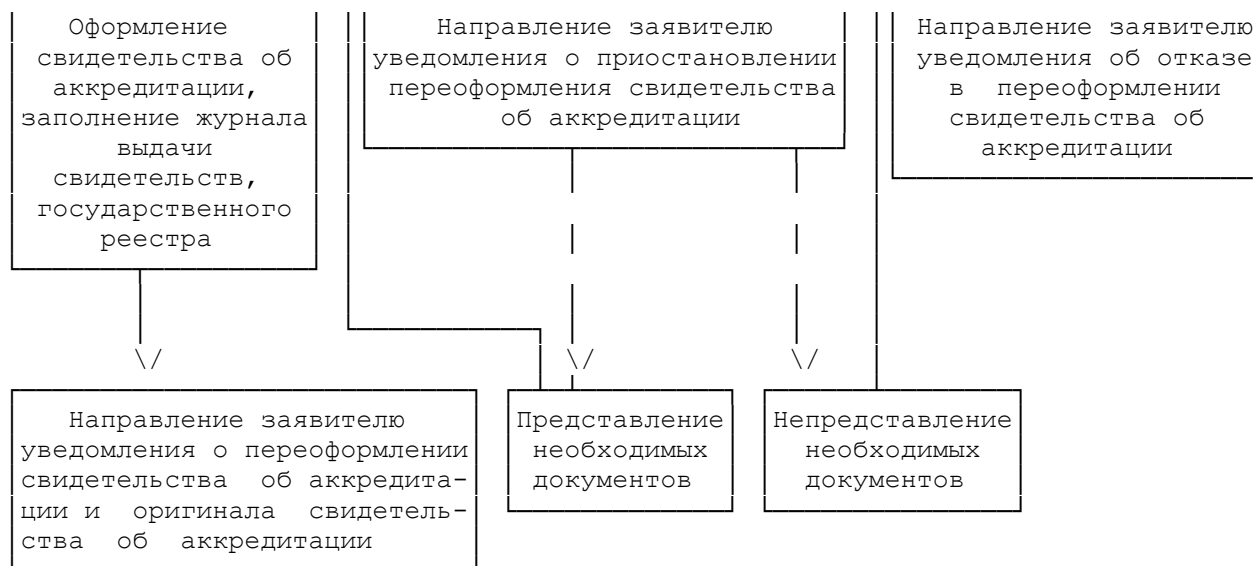 Оформление
свидетельства об
аккредитации,
заполнение журнала
выдачи
свидетельств,
государственного
реестра
Направление заявителю
уведомления о приостановлении
переоформления свидетельства
об аккредитации
Направление заявителю
уведомления об отказе
в переоформлении
свидетельства об
аккредитации
Направление заявителю
уведомления о переоформлении
свидетельства об аккредита-
ции и оригинала свидетель-
ства об аккредитации
Представление
необходимых
документов
Непредставление
необходимых
документов